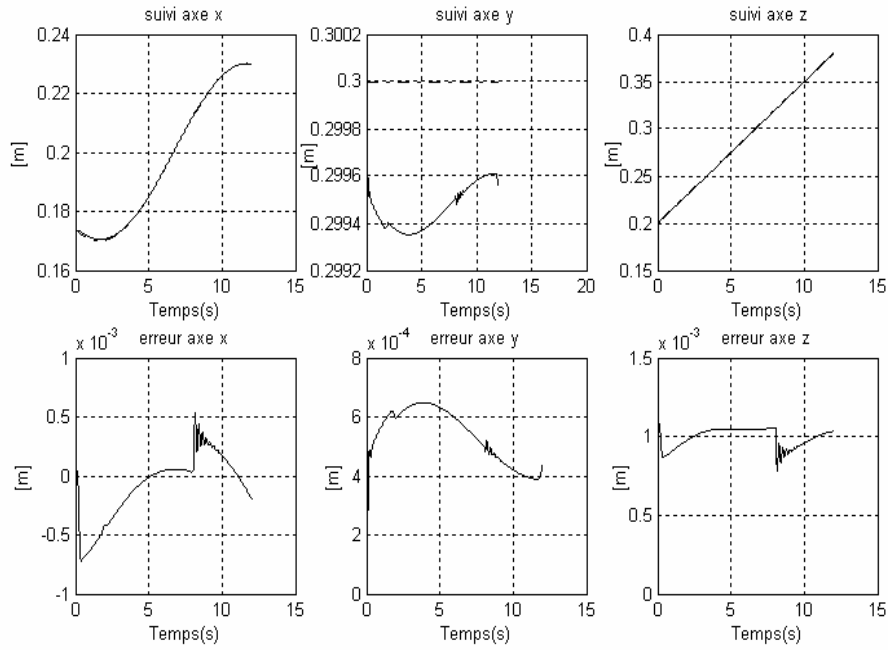 suivi axe x
suivi axe y
suivi axe z
0.24
0.22
0.2
0.18
0.16
[m]
0 5 10 15
Temps(s)
0.3002
0.3
0.2998
0.2996
0.2994
0.2992
[m]
0 5 10 15 20
Temps(s)
0.4
0.35
0.3
0.25
0.2
0.15
[m]
0 5 10 15
Temps(s)
x 10^-3
erreur axe x
1
0.5
0
-0.5
-1
[m]
0 5 10 15
Temps(s)
x 10^-4
erreur axe y
8
6
4
2
0
[m]
0 5 10 15
Temps(s)
x 10^-3
erreur axe z
1.5
1
0.5
0
[m]
0 5 10 15
Temps(s)